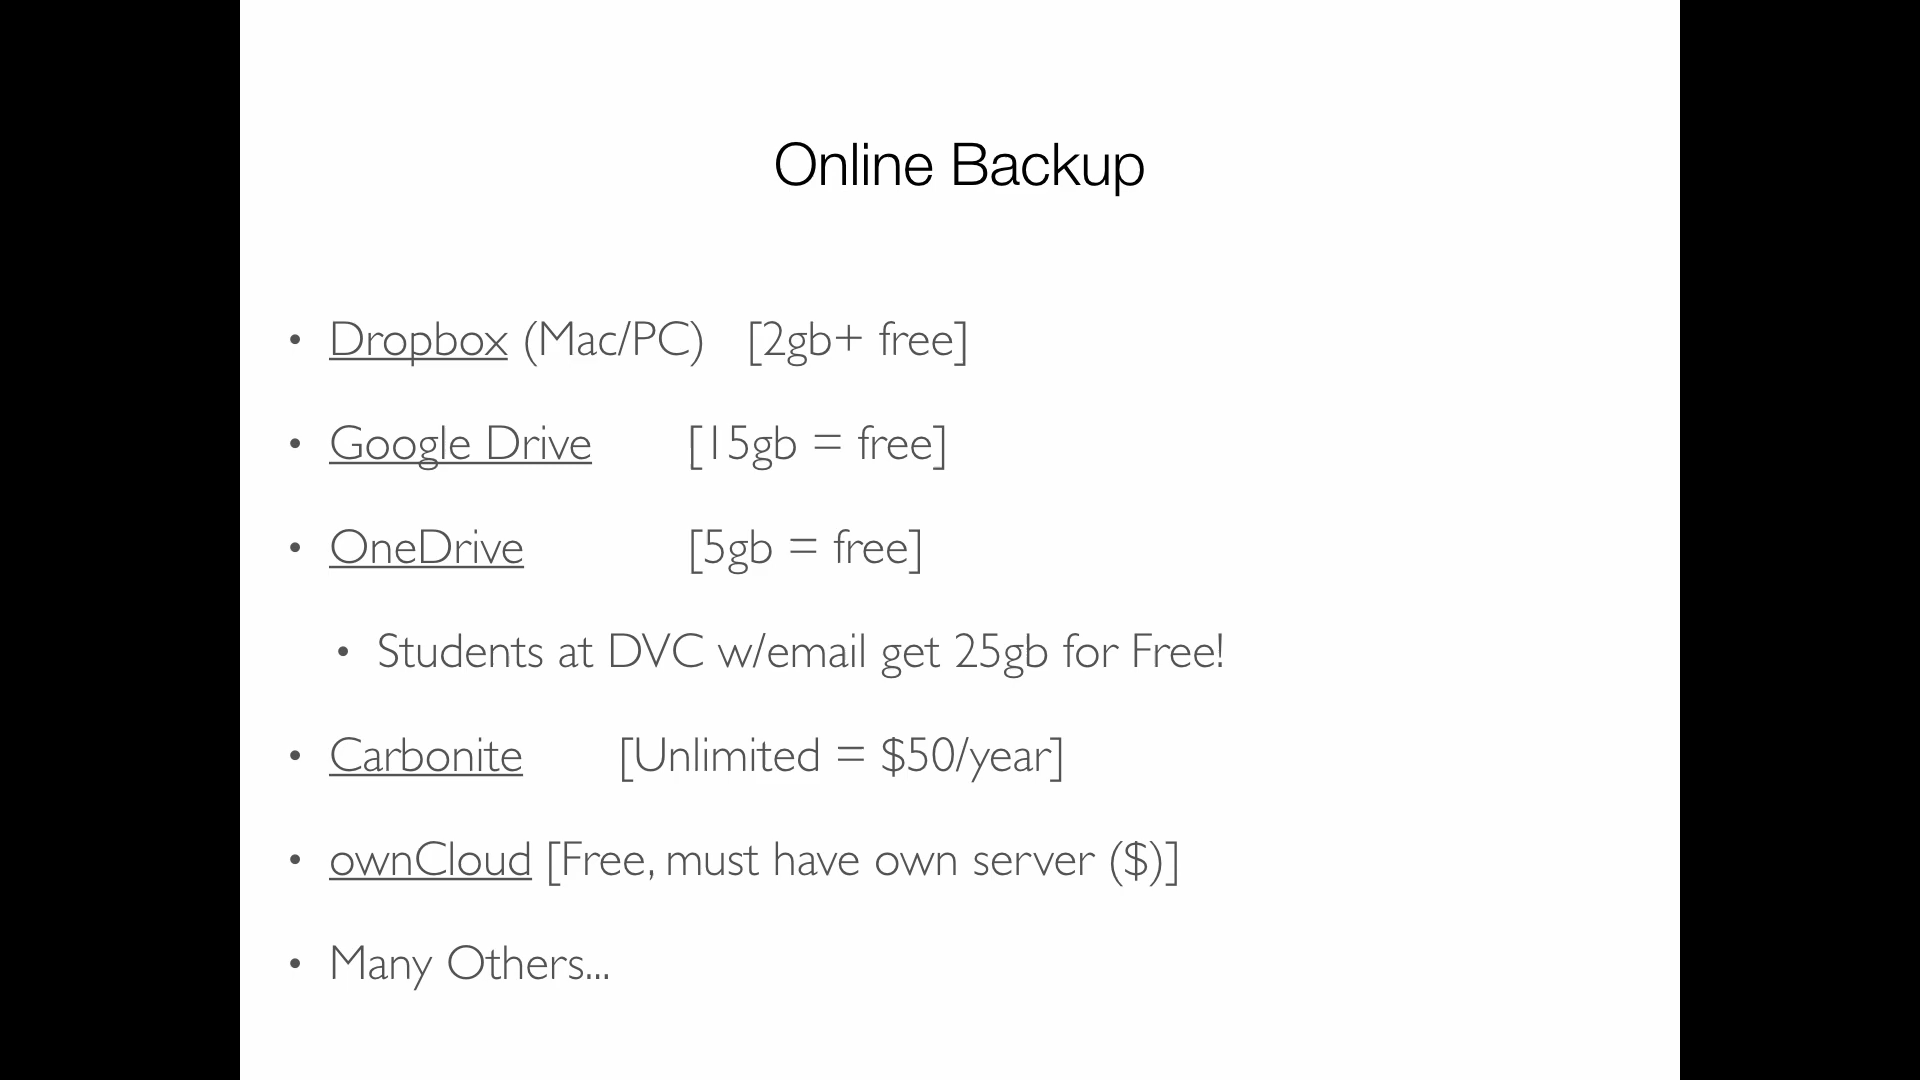 Online Backup
• Dropbox (Mac/PC) [2gb+ free]
• Google Drive [15gb = free]
• OneDrive [5gb = free]
• Students at DVC w/email get 25gb for Free!
• Carbonite [Unlimited = $50/year]
• ownCloud [Free, must have own server ($)]
• Many Others...